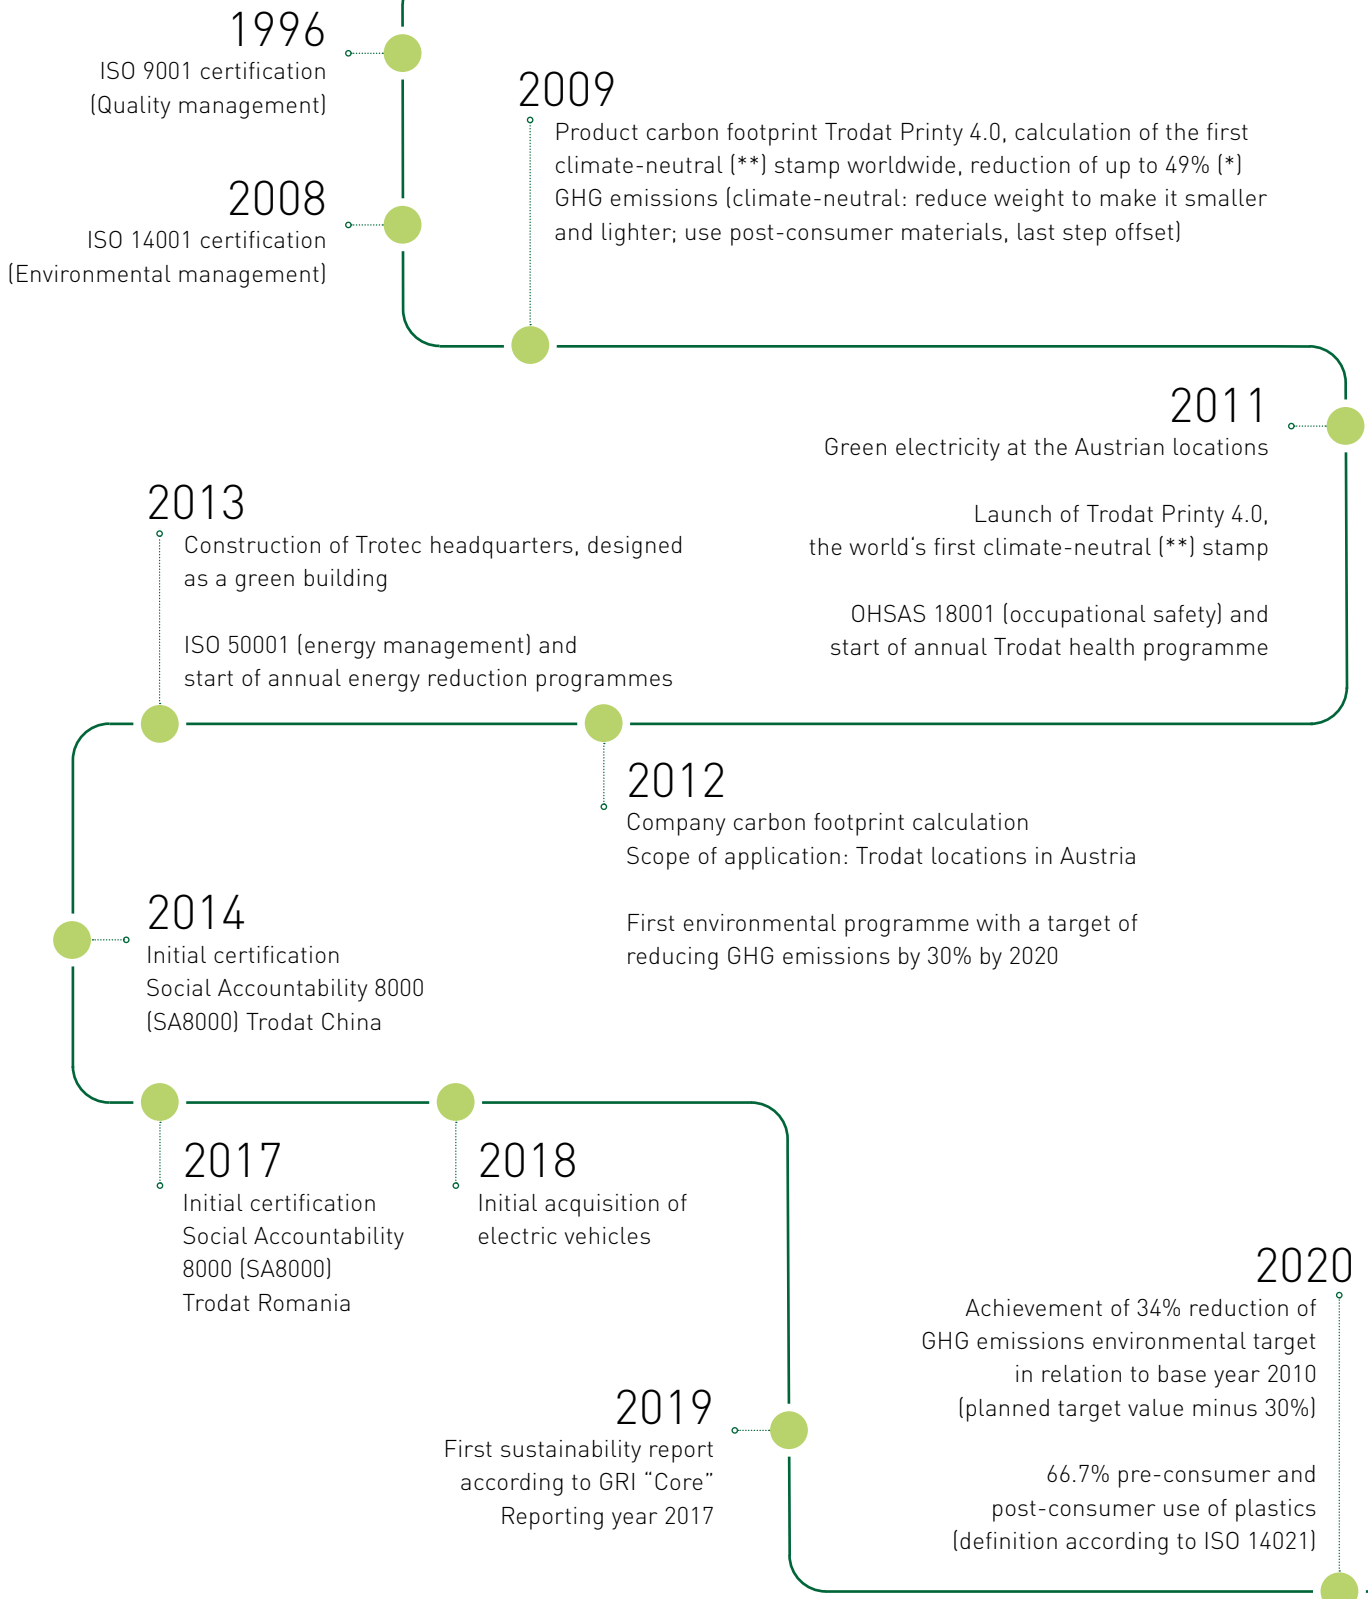 1996
ISO 9001 certification
(Quality management)
2008
ISO 14001 certification
(Environmental management)
2009
Product carbon footprint Trodat Printy 4.0, calculation of the first
climate-neutral (**) stamp worldwide, reduction of up to 49% (*)
GHG emissions (climate-neutral: reduce weight to make it smaller
and lighter; use post-consumer materials, last step offset)
2011
Green electricity at the Austrian locations
Launch of Trodat Printy 4.0,
the world‘s first climate-neutral (**) stamp
OHSAS 18001 (occupational safety) and
start of annual Trodat health programme
2012
Company carbon footprint calculation
Scope of application: Trodat locations in Austria
First environmental programme with a target of
reducing GHG emissions by 30% by 2020
2013
Construction of Trotec headquarters, designed
as a green building
ISO 50001 (energy management) and
start of annual energy reduction programmes
2014
Initial certification
Social Accountability 8000
(SA8000) Trodat China
2017
Initial certification
Social Accountability
8000 (SA8000)
Trodat Romania
2018
Initial acquisition of
electric vehicles
2019
First sustainability report
according to GRI “Core”
Reporting year 2017
2020
Achievement of 34% reduction of
GHG emissions environmental target
in relation to base year 2010
(planned target value minus 30%)
66.7% pre-consumer and
post-consumer use of plastics
(definition according to ISO 14021)